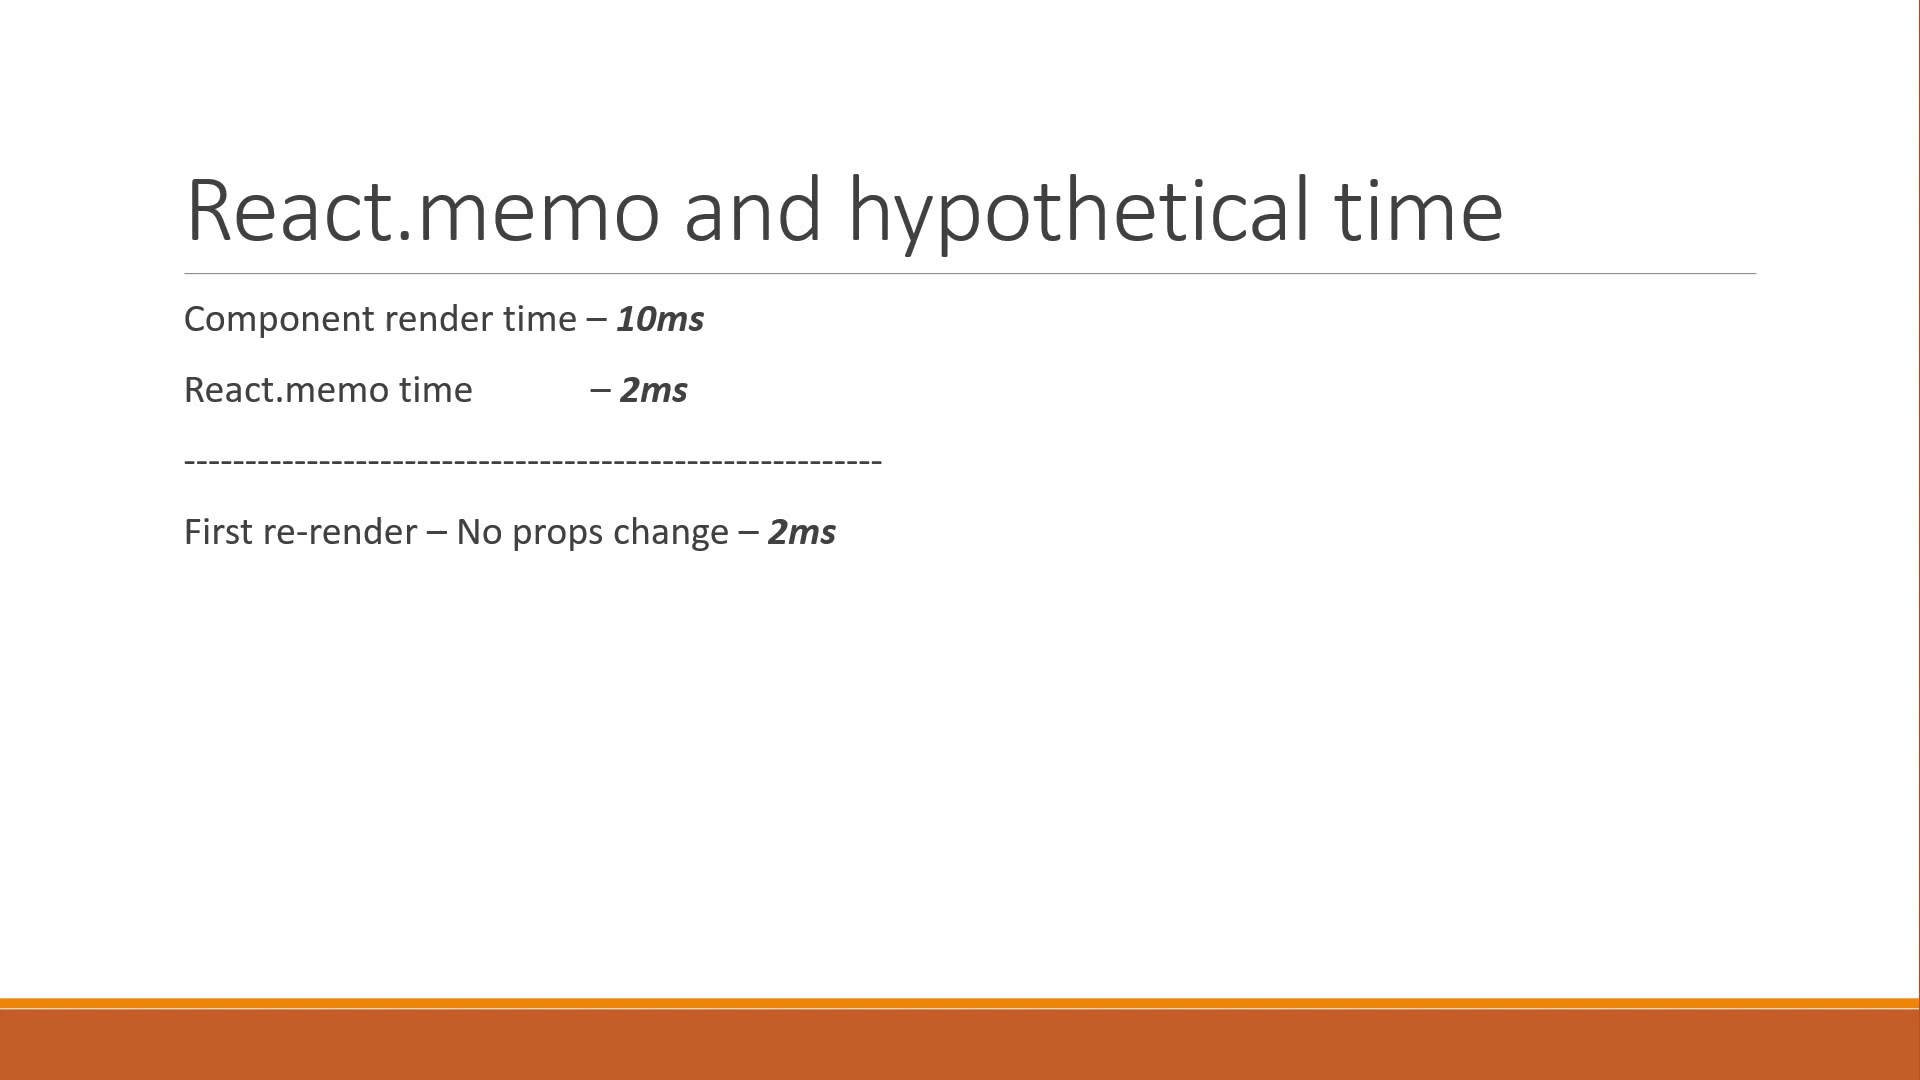 React.memo and hypothetical time
Component render time – 10ms
React.memo time – 2ms
---------------------------------------------------------
First re-render – No props change – 2ms